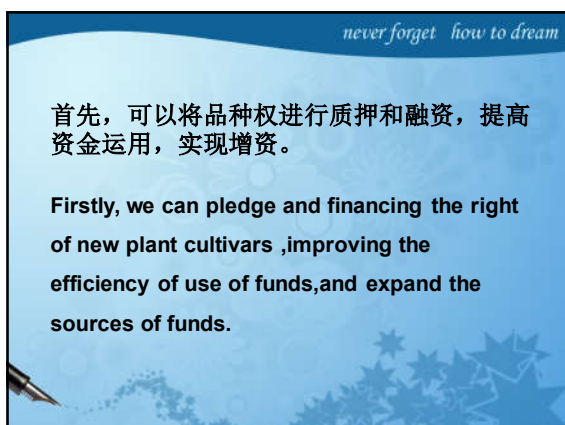 never forget how to dream
首先，可以将品种权进行质押和融资，提高
资金运用，实现增资。
Firstly, we can pledge and financing the right
of new plant cultivars ,improving the
efficiency of use of funds,and expand the
sources of funds.